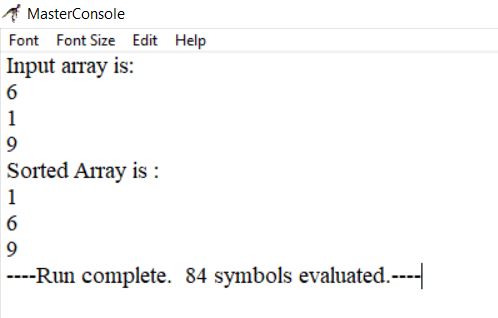 MasterConsole
Font Font Size Edit Help
Input array is:
6
1
9
Sorted Array is :
1
6
9
----Run complete.  84 symbols evaluated.----